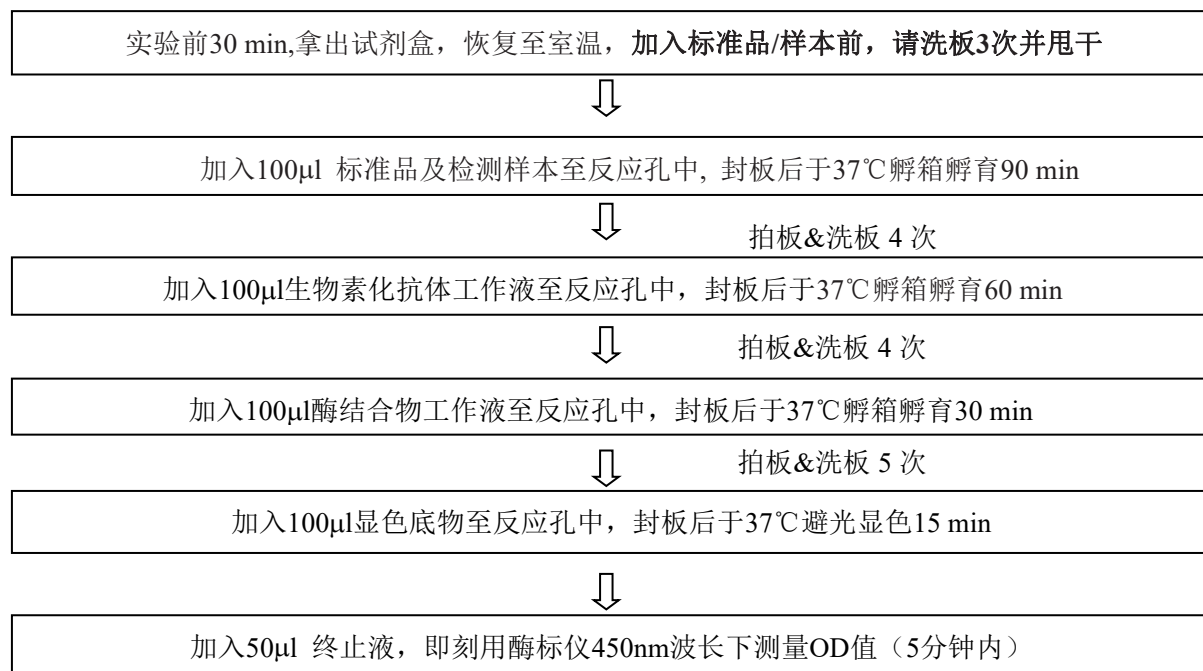 实验前30 min,拿出试剂盒，恢复至室温，加入标准品/样本前，请洗板3次并甩干
加入100μl 标准品及检测样本至反应孔中, 封板后于37℃孵箱孵育90 min
拍板&洗板 4 次
加入100μl生物素化抗体工作液至反应孔中，封板后于37℃孵箱孵育60 min
拍板&洗板 4 次
加入100μl酶结合物工作液至反应孔中，封板后于37℃孵箱孵育30 min
拍板&洗板 5 次
加入100μl显色底物至反应孔中，封板后于37℃避光显色15 min
加入50μl 终止液，即刻用酶标仪450nm波长下测量OD值（5分钟内）